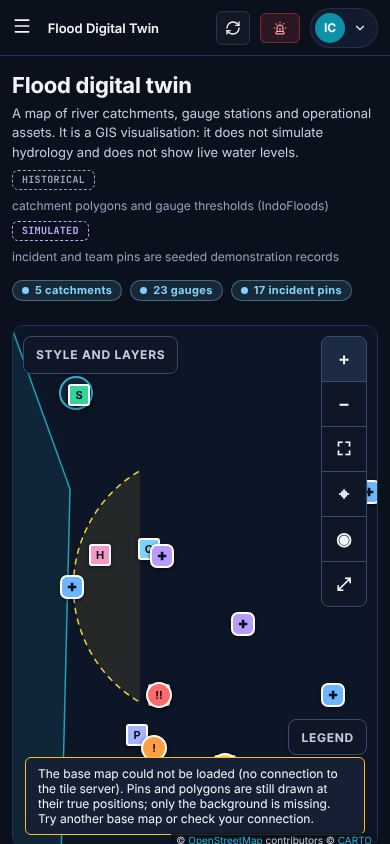 Flood Digital Twin
IC
Flood digital twin
A map of river catchments, gauge stations and operational
assets. It is a GIS visualisation: it does not simulate
hydrology and does not show live water levels.
HISTORICAL
catchment polygons and gauge thresholds (IndoFloods)
SIMULATED
incident and team pins are seeded demonstration records
5 catchments
23 gauges
17 incident pins
STYLE AND LAYERS
+
−
S
H
!!
P
!
LEGEND
The base map could not be loaded (no connection to
the tile server). Pins and polygons are still drawn at
their true positions; only the background is missing.
Try another base map or check your connection.
© OpenStreetMap contributors © CARTO